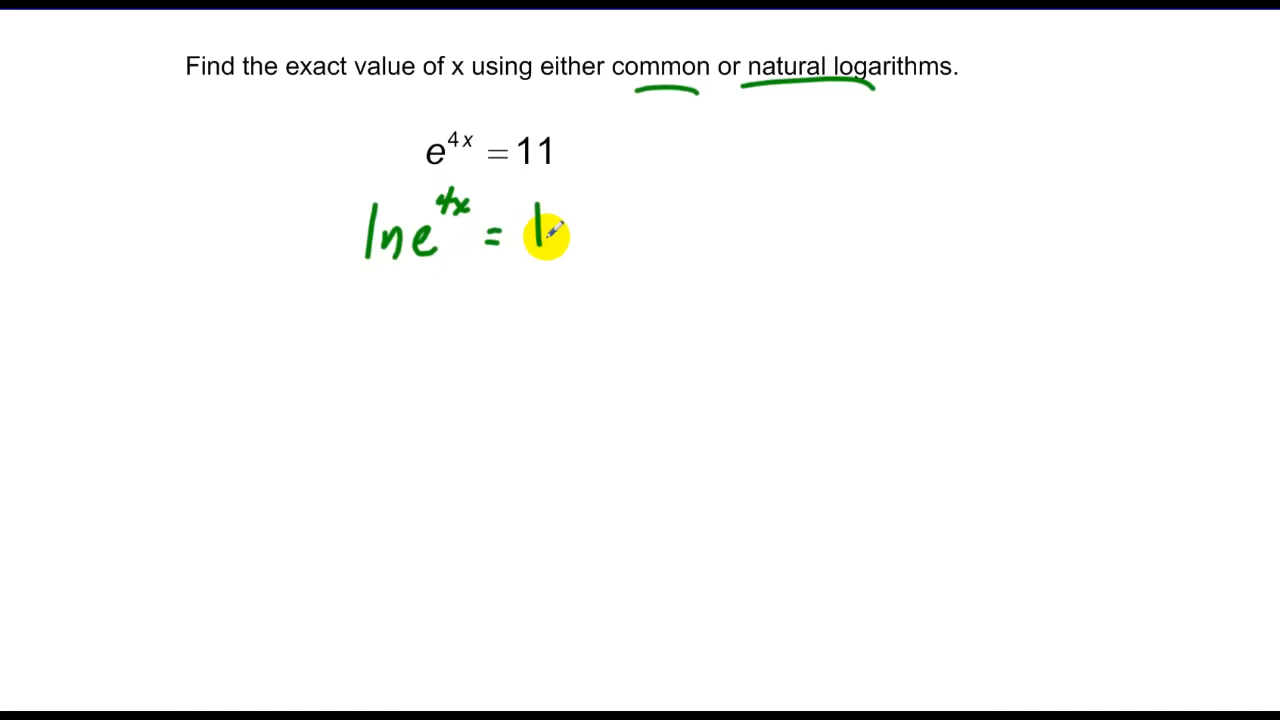 Find the exact value of x using either common or natural logarithms.
e^{4x} = 11
ln e^{4x} = l